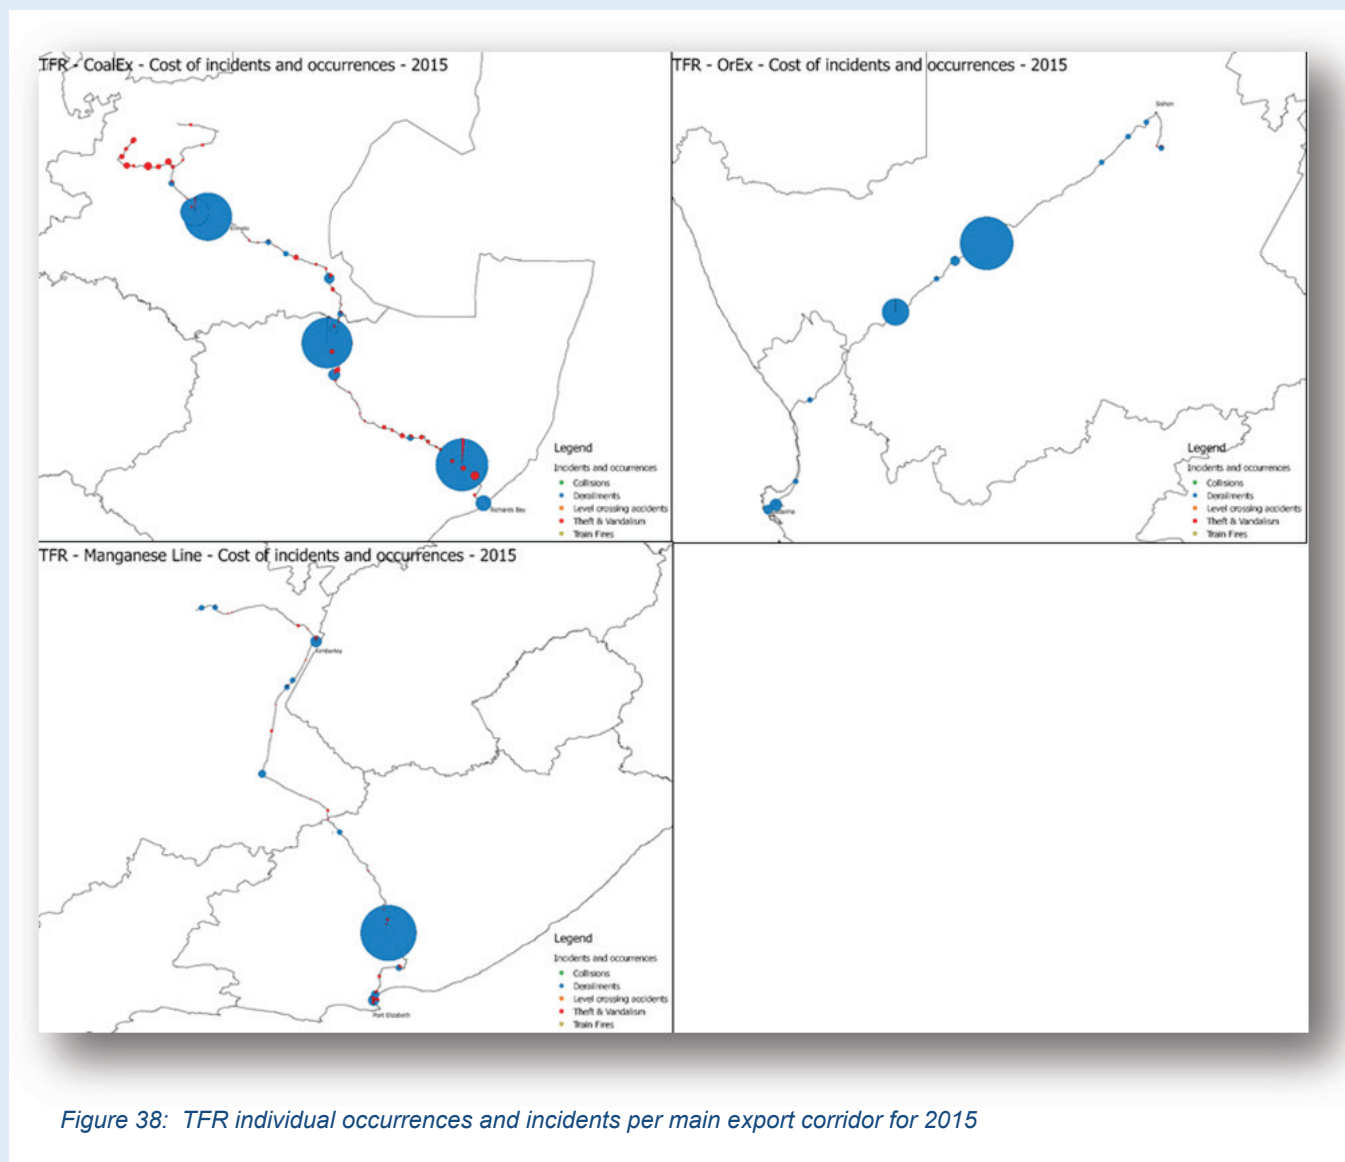 TFR - CoalEx - Cost of incidents and occurrences - 2015
Ermelo
Richards Bay
Legend
Incidents and occurrences
Collisions
Derailments
Level crossing accidents
Theft & Vandalism
Train Fires
TFR - OrEx - Cost of incidents and occurrences - 2015
Sishen
Legend
Incidents and occurrences
Collisions
Derailments
Level crossing accidents
Theft & Vandalism
Train Fires
TFR - Manganese Line - Cost of incidents and occurrences - 2015
Kimberley
Port Elizabeth
Legend
Incidents and occurrences
Collisions
Derailments
Level crossing accidents
Theft & Vandalism
Train Fires
Figure 38: TFR individual occurrences and incidents per main export corridor for 2015